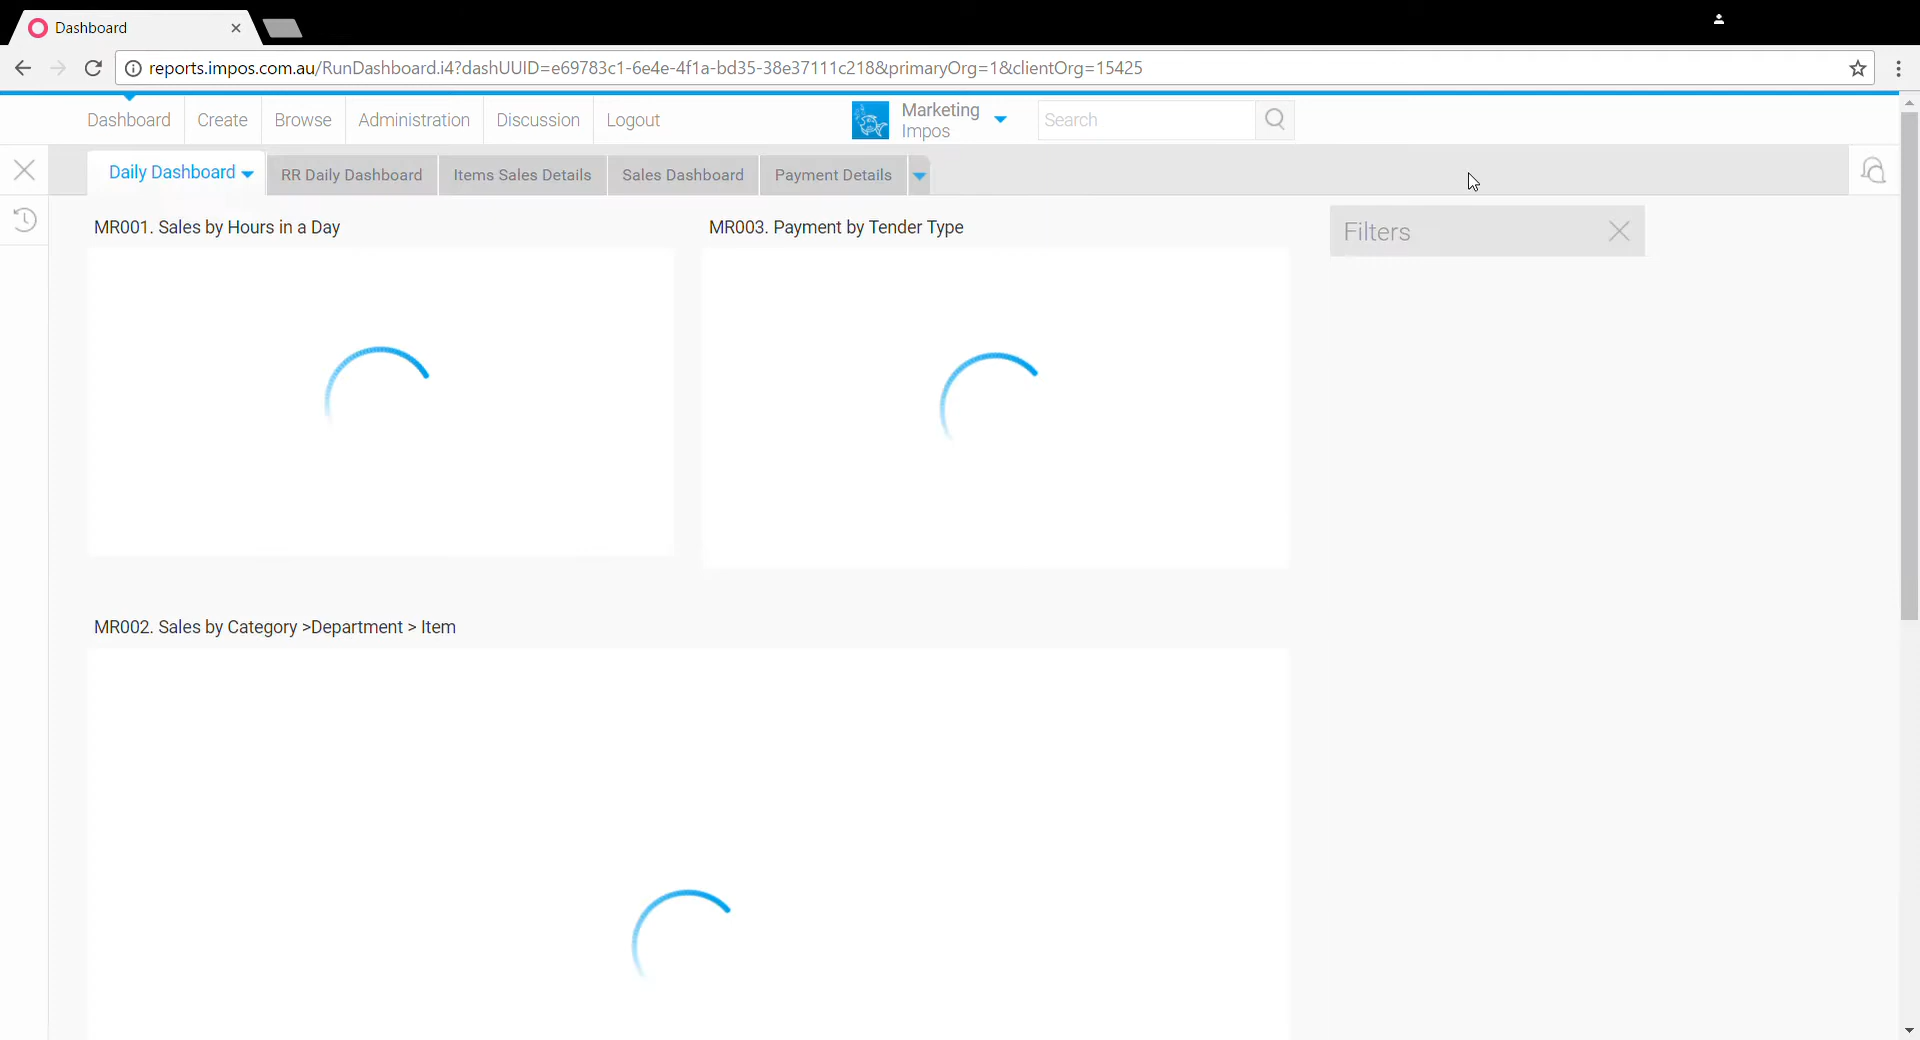 Dashboard
reports.impos.com.au/RunDashboard.i4?dashUUID=e69783c1-6e4e-4f1a-bd35-38e37111c218&primaryOrg=1&clientOrg=15425
Dashboard Create Browse Administration Discussion Logout
Marketing
Impos
Search
Daily Dashboard RR Daily Dashboard Items Sales Details Sales Dashboard Payment Details
MR001. Sales by Hours in a Day
MR003. Payment by Tender Type
Filters
MR002. Sales by Category >Department > Item